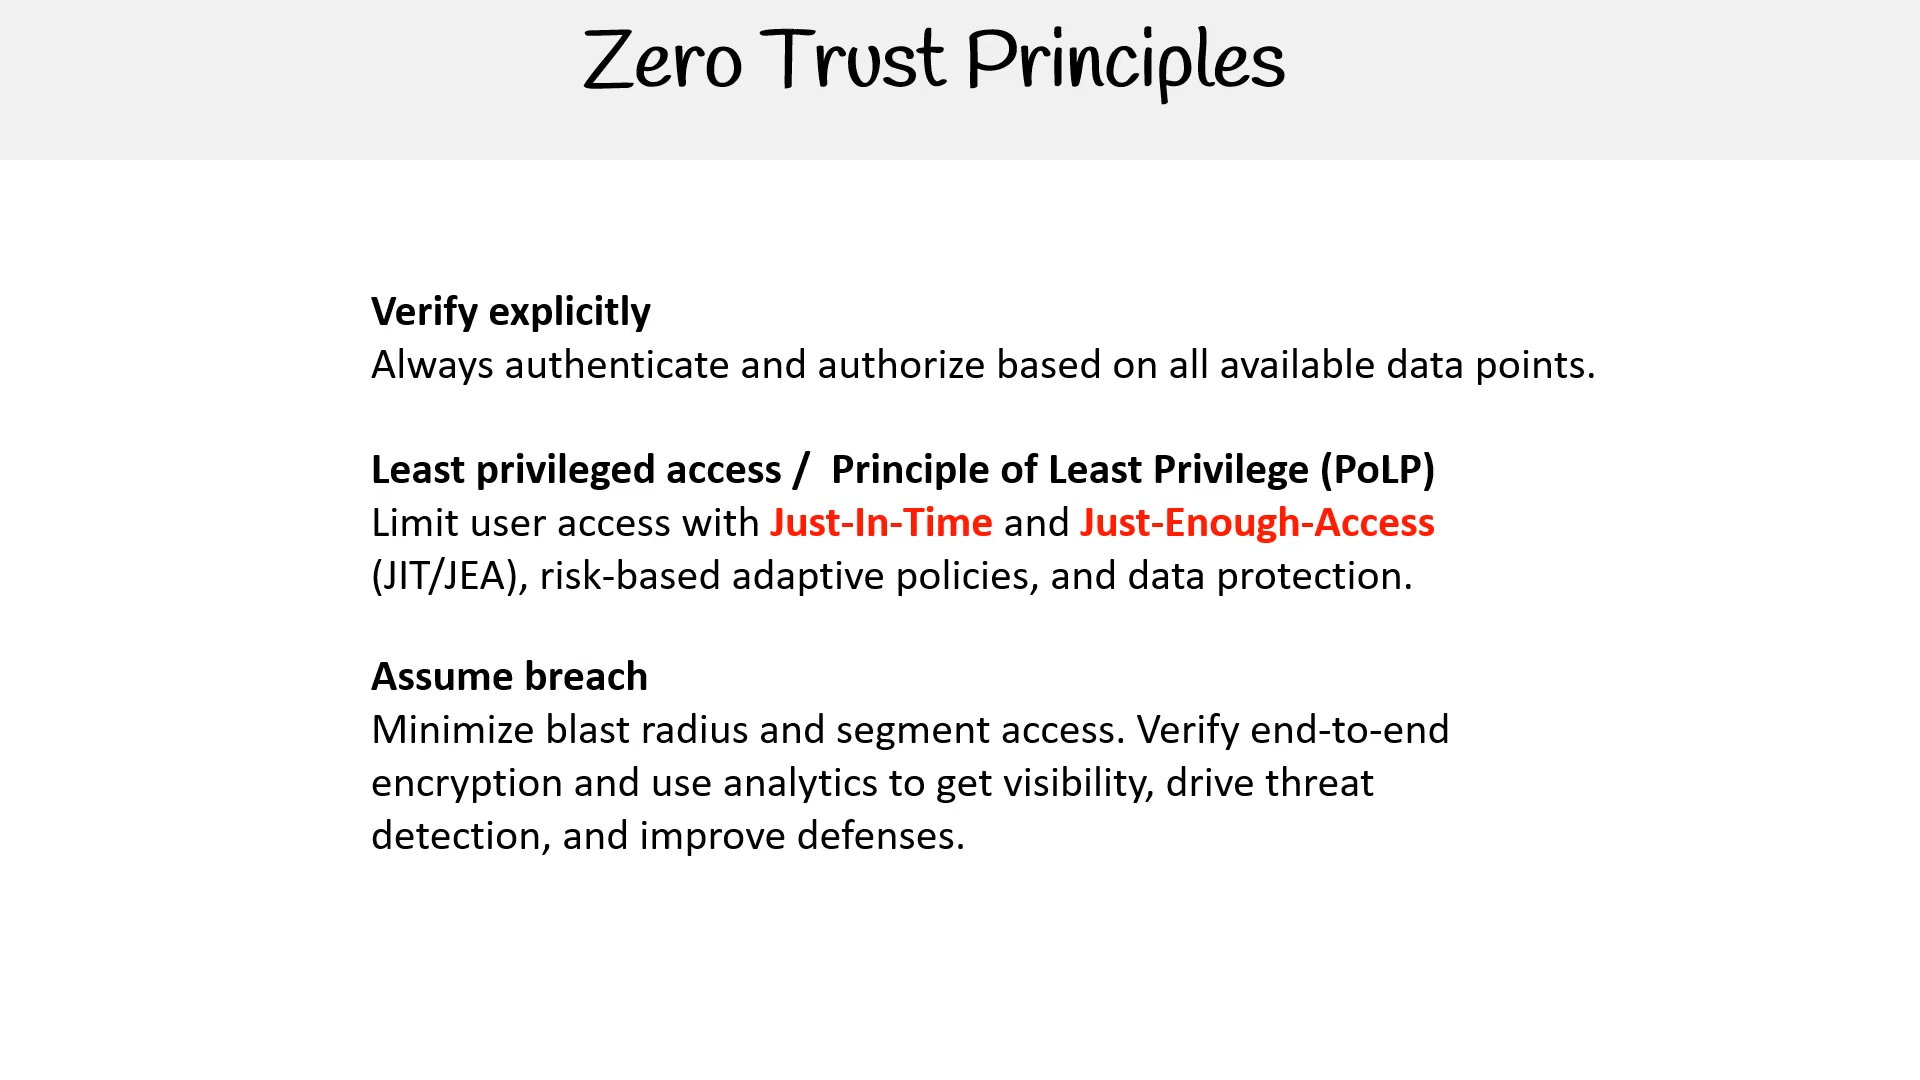 Zero Trust Principles
Verify explicitly
Always authenticate and authorize based on all available data points.
Least privileged access /  Principle of Least Privilege (PoLP)
Limit user access with Just-In-Time and Just-Enough-Access
(JIT/JEA), risk-based adaptive policies, and data protection.
Assume breach
Minimize blast radius and segment access. Verify end-to-end
encryption and use analytics to get visibility, drive threat
detection, and improve defenses.